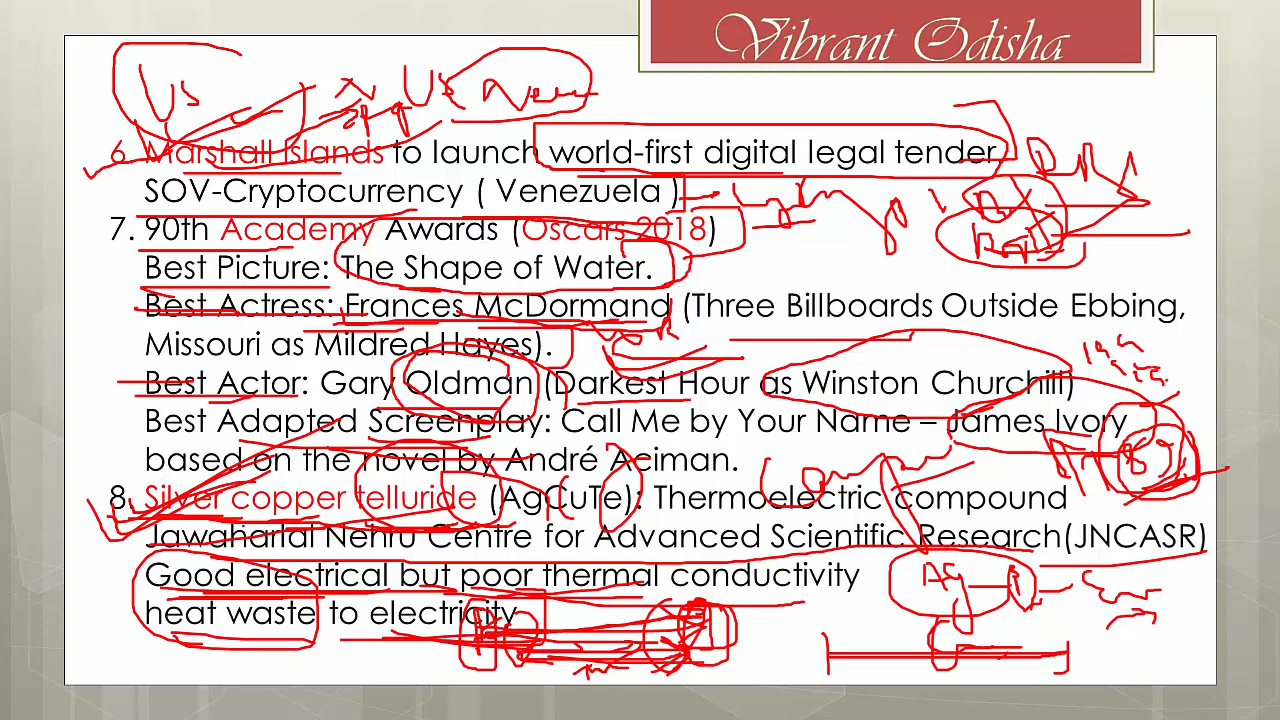 Vibrant Odisha
US US New
6. Marshall Islands to launch world-first digital legal tender
SOV-Cryptocurrency ( Venezuela )
7. 90th Academy Awards (Oscars 2018)
Best Picture: The Shape of Water.
Best Actress: Frances McDormand (Three Billboards Outside Ebbing,
Missouri as Mildred Hayes).
Best Actor: Gary Oldman (Darkest Hour as Winston Churchill)
Best Adapted Screenplay: Call Me by Your Name – James Ivory
based on the novel by André Aciman.
8. Silver copper telluride (AgCuTe): Thermoelectric compound
Jawaharlal Nehru Centre for Advanced Scientific Research(JNCASR)
Good electrical but poor thermal conductivity
Ag
heat waste to electricity